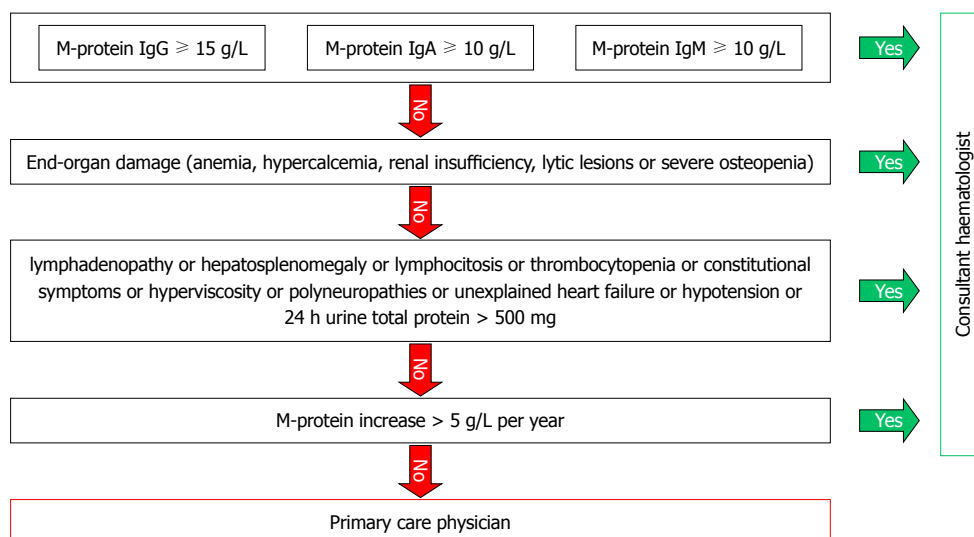 M-protein IgG ⩾ 15 g/L
M-protein IgA ⩾ 10 g/L
M-protein IgM ⩾ 10 g/L
Yes
No
End-organ damage (anemia, hypercalcemia, renal insufficiency, lytic lesions or severe osteopenia)
Yes
No
lymphadenopathy or hepatosplenomegaly or lymphocitosis or thrombocytopenia or constitutional
symptoms or hyperviscosity or polyneuropathies or unexplained heart failure or hypotension or
24 h urine total protein > 500 mg
Yes
No
M-protein increase > 5 g/L per year
Yes
No
Primary care physician
Consultant haematologist